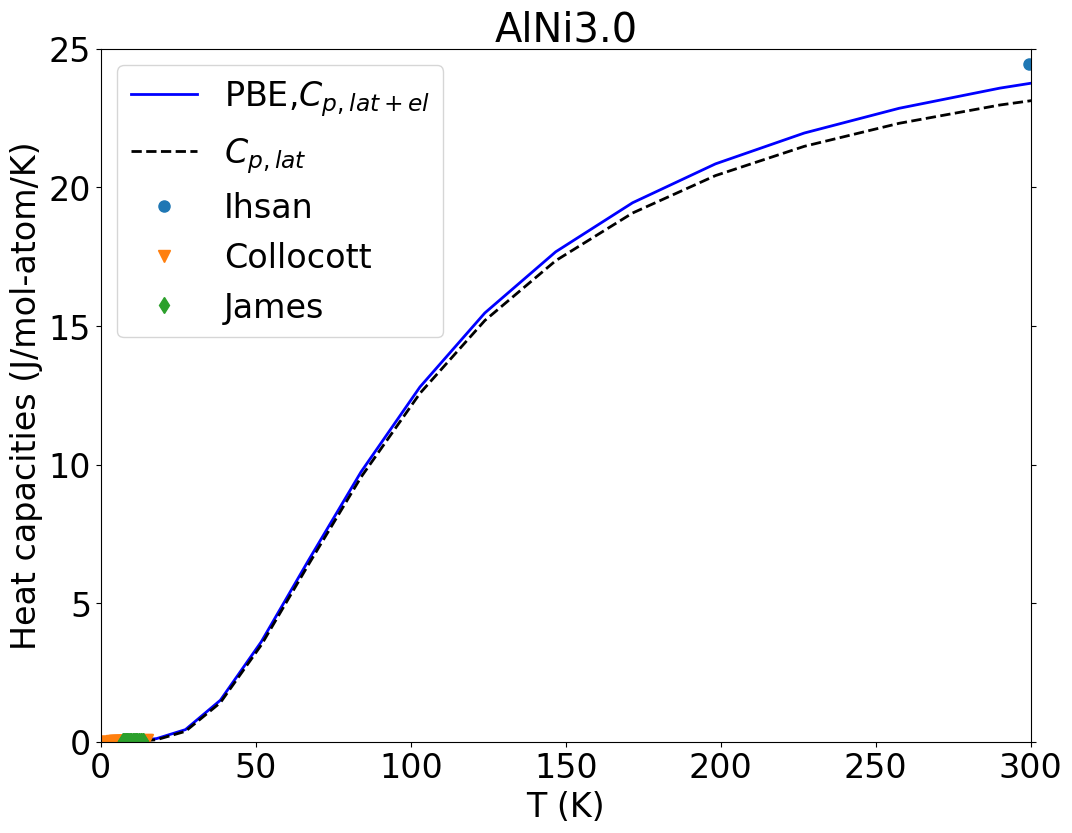 AlNi3.0
Heat capacities (J/mol-atom/K)
25
20
15
10
5
0
PBE,C_{p,lat+el}
C_{p,lat}
Ihsan
Collocott
James
0 50 100 150 200 250 300
T (K)